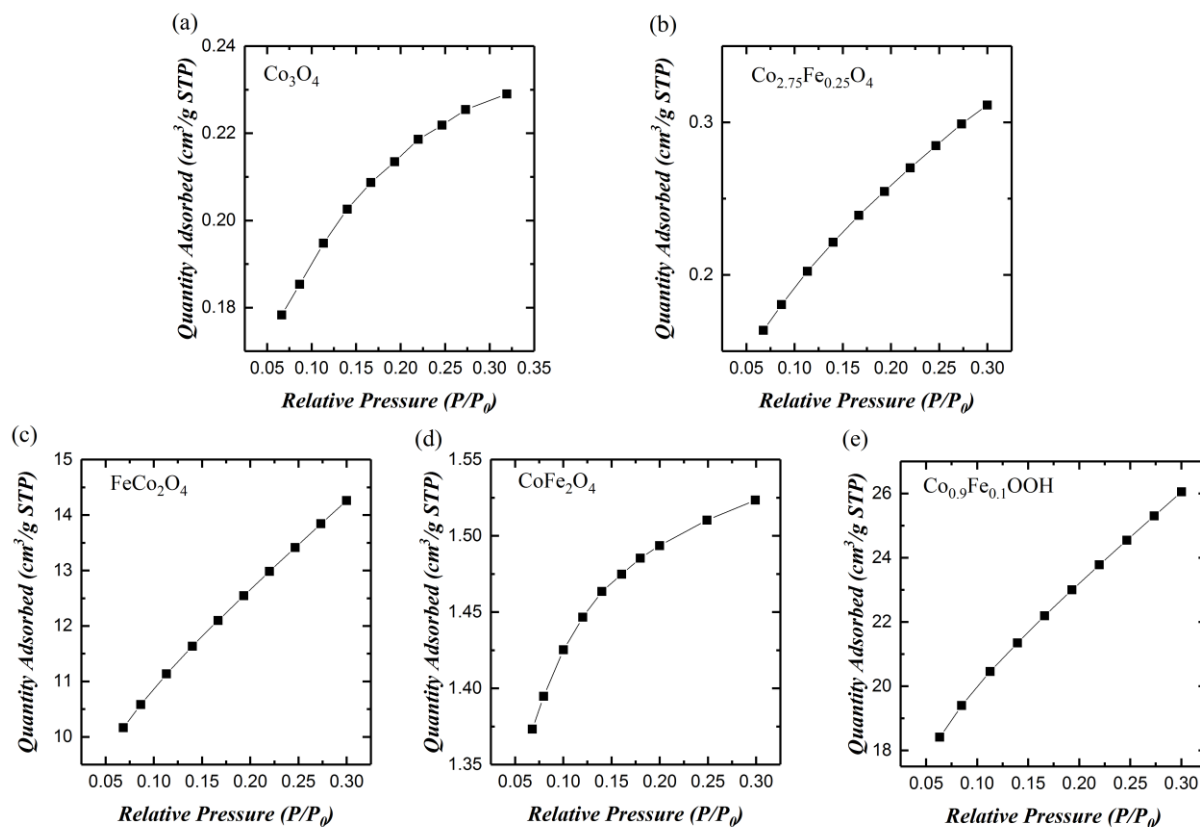 (a)
Co3O4
0.24
0.22
0.20
0.18
Quantity Adsorbed (cm3/g STP)
0.05 0.10 0.15 0.20 0.25 0.30 0.35
Relative Pressure (P/P0)
(b)
Co2.75Fe0.25O4
0.3
0.2
Quantity Adsorbed (cm3/g STP)
0.05 0.10 0.15 0.20 0.25 0.30
Relative Pressure (P/P0)
(c)
FeCo2O4
15
14
13
12
11
10
Quantity Adsorbed (cm3/g STP)
0.05 0.10 0.15 0.20 0.25 0.30
Relative Pressure (P/P0)
(d)
CoFe2O4
1.55
1.50
1.45
1.40
1.35
Quantity Adsorbed (cm3/g STP)
0.05 0.10 0.15 0.20 0.25 0.30
Relative Pressure (P/P0)
(e)
Co0.9Fe0.1OOH
26
24
22
20
18
Quantity Adsorbed (cm3/g STP)
0.05 0.10 0.15 0.20 0.25 0.30
Relative Pressure (P/P0)